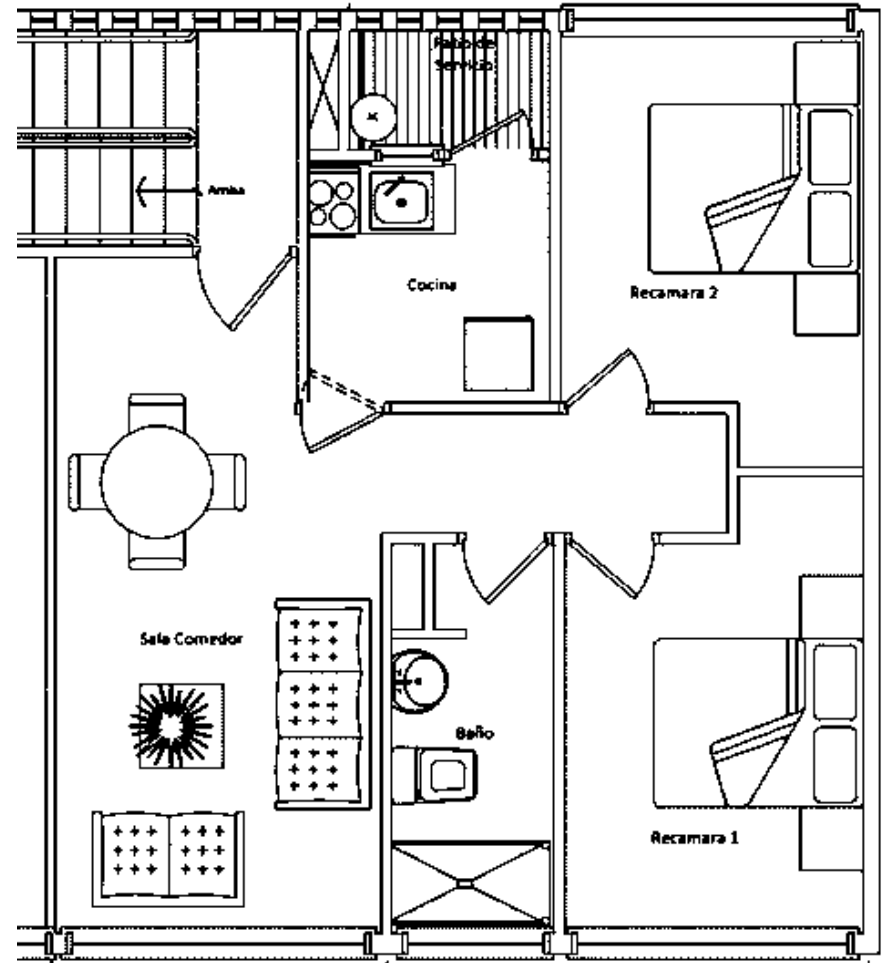 Patio de
Servicio
Arriba
Cocina
Recamara 2
Sala Comedor
Baño
Recamara 1